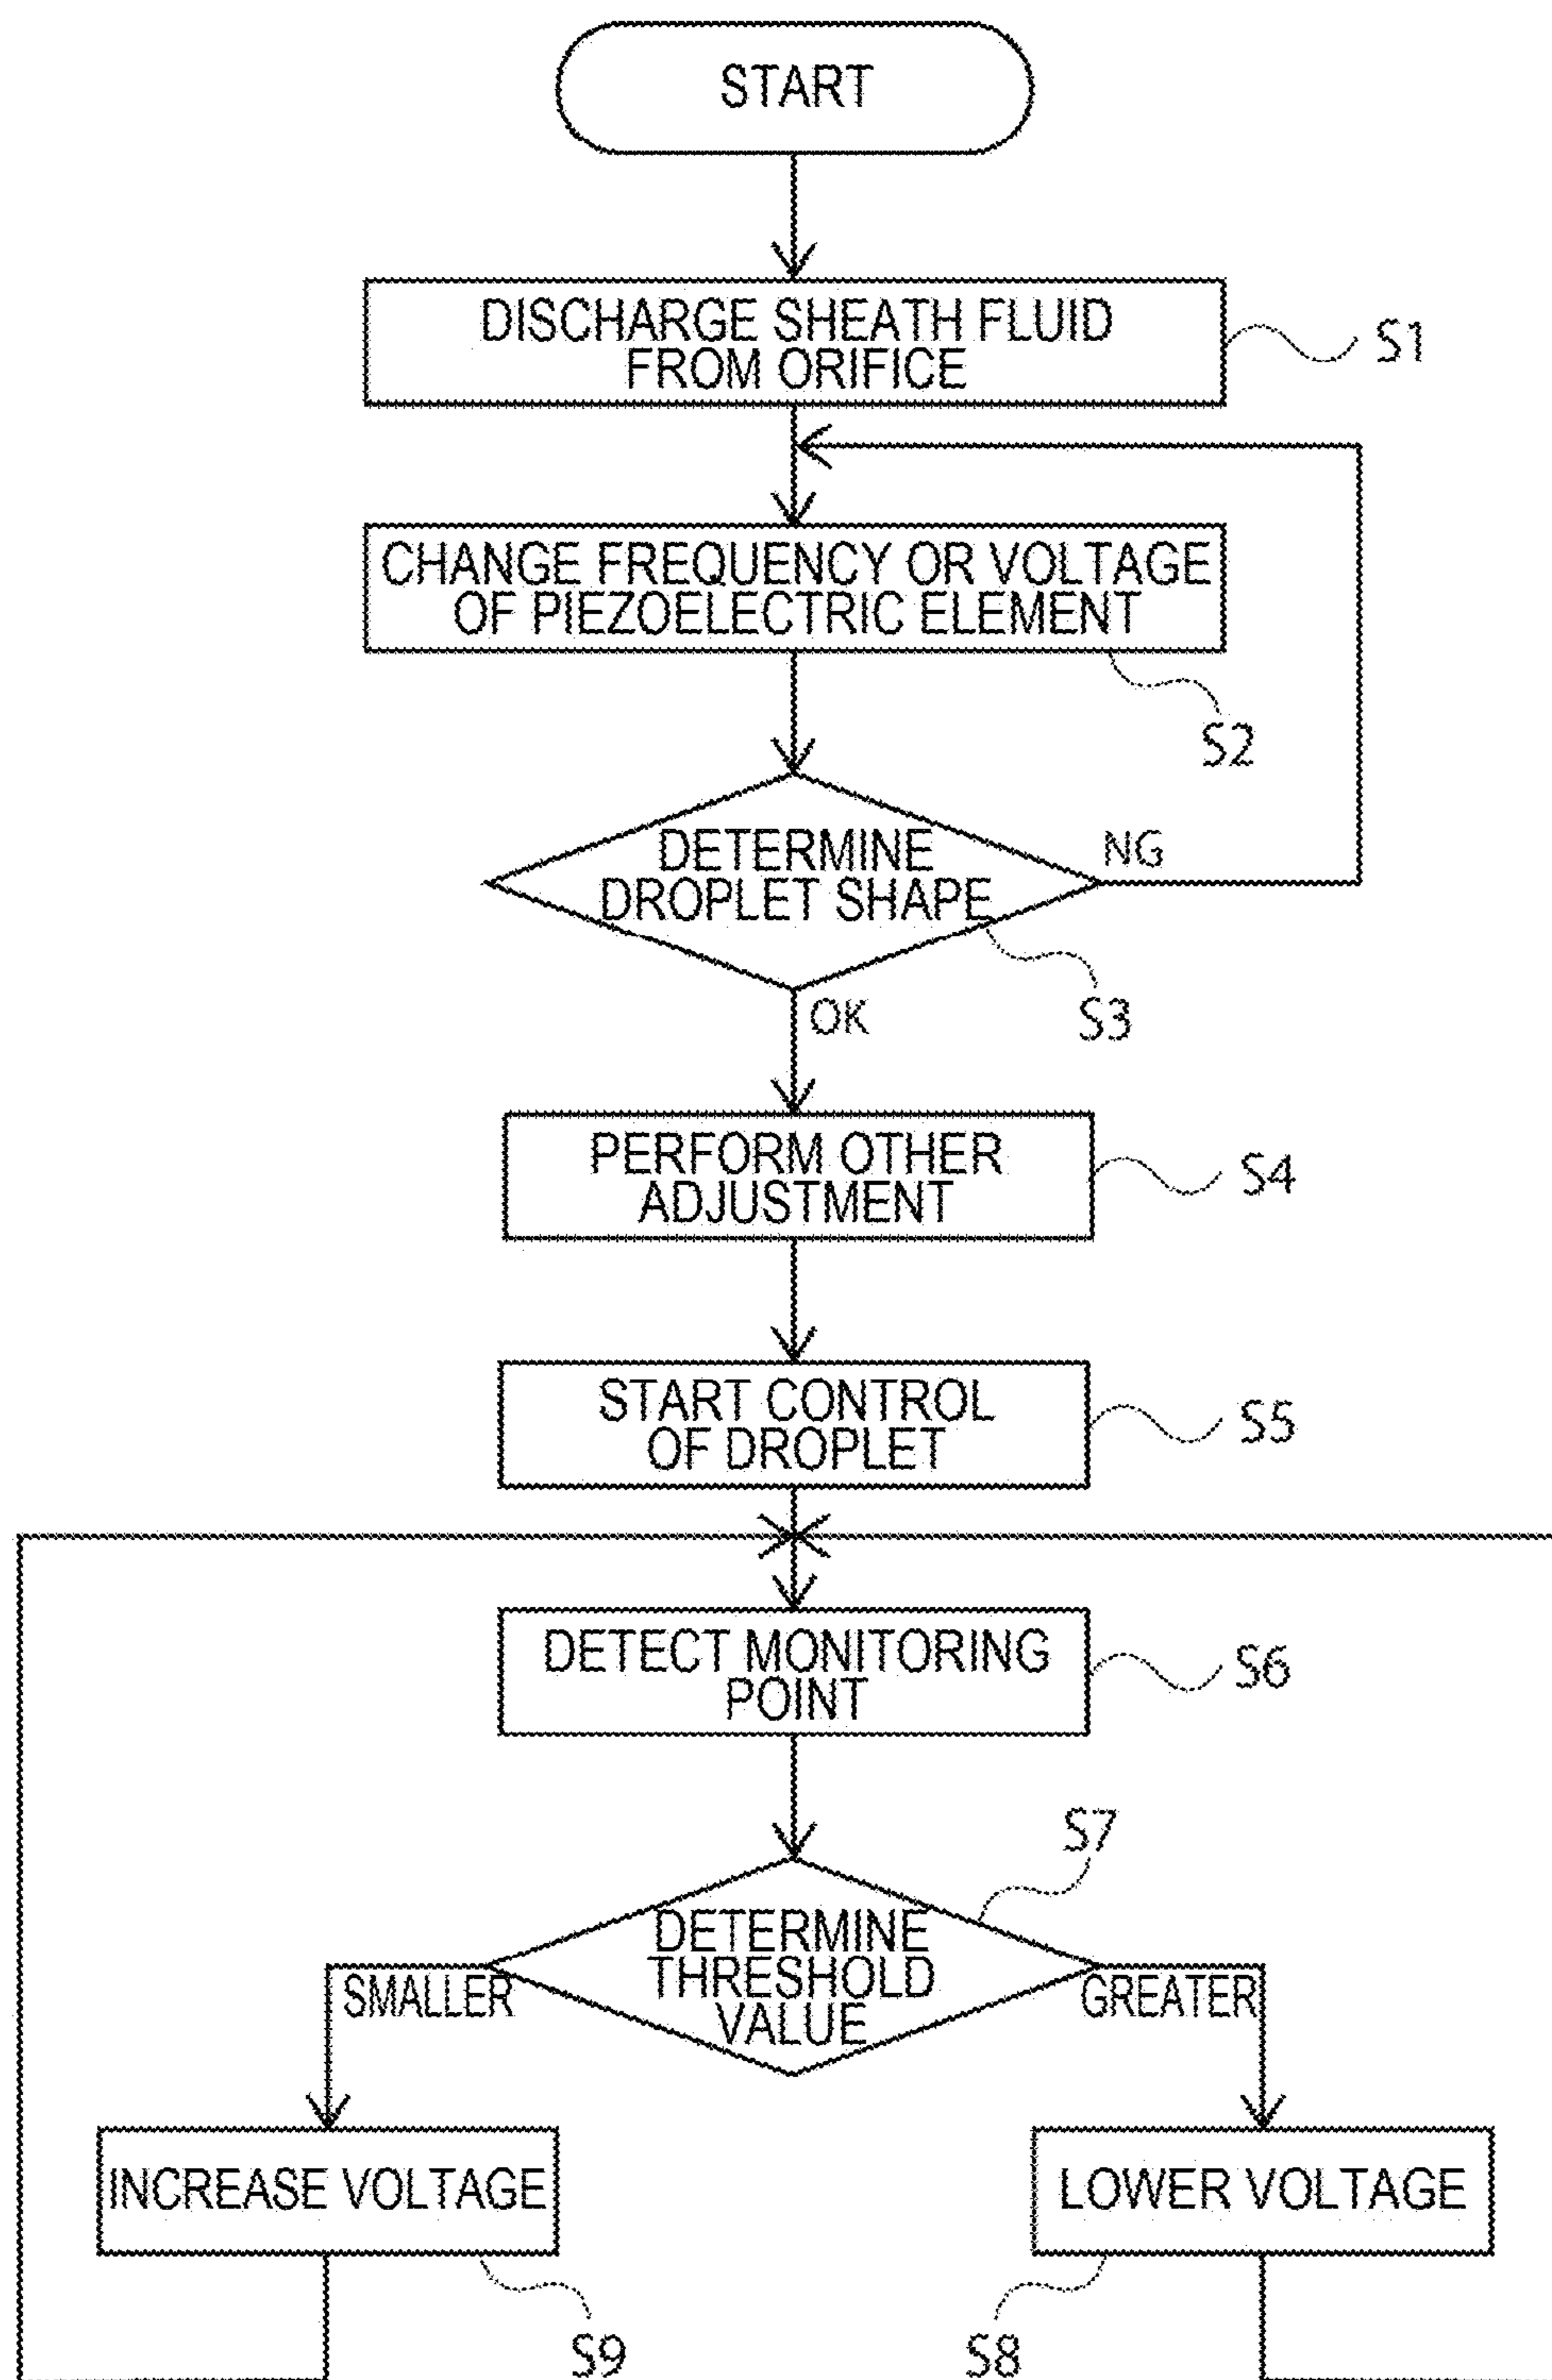 START
DISCHARGE SHEATH FLUID
FROM ORIFICE
S1
CHANGE FREQUENCY OR VOLTAGE
OF PIEZOELECTRIC ELEMENT
S2
DETERMINE
DROPLET SHAPE
NG
S3
OK
PERFORM OTHER
ADJUSTMENT
S4
START CONTROL
OF DROPLET
S5
DETECT MONITORING
POINT
S6
S7
DETERMINE
THRESHOLD
VALUE
SMALLER
GREATER
INCREASE VOLTAGE
LOWER VOLTAGE
S9
S8